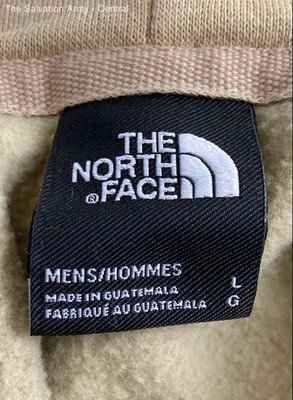 The Salvation Army - Central
THE
NORTH
FACE
®
MENS/HOMMES
MADE IN GUATEMALA
FABRIQUÉ AU GUATEMALA
L
G